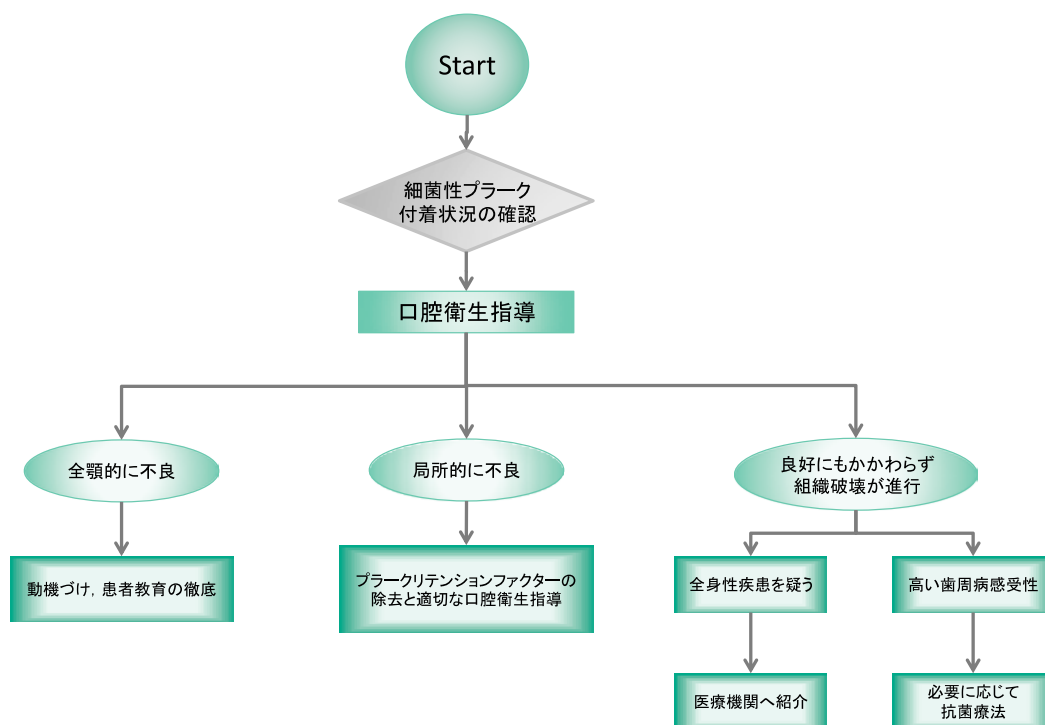 Start
細菌性プラーク
付着状況の確認
口腔衛生指導
全顎的に不良
局所的に不良
良好にもかかわらず
組織破壊が進行
動機づけ，患者教育の徹底
プラークリテンションファクターの
除去と適切な口腔衛生指導
全身性疾患を疑う
高い歯周病感受性
医療機関へ紹介
必要に応じて
抗菌療法